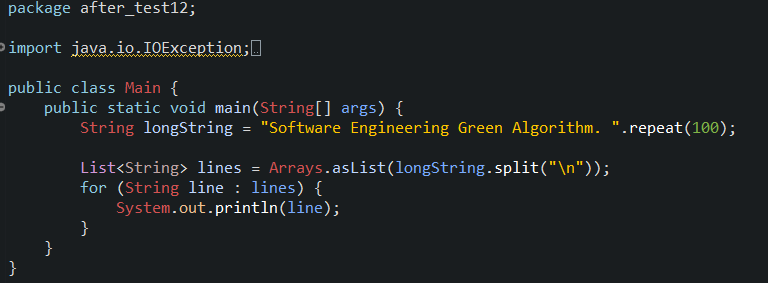 package after_test12;
import java.io.IOException;
public class Main {
    public static void main(String[] args) {
        String longString = "Software Engineering Green Algorithm. ".repeat(100);
        List<String> lines = Arrays.asList(longString.split("\n"));
        for (String line : lines) {
            System.out.println(line);
        }
    }
}